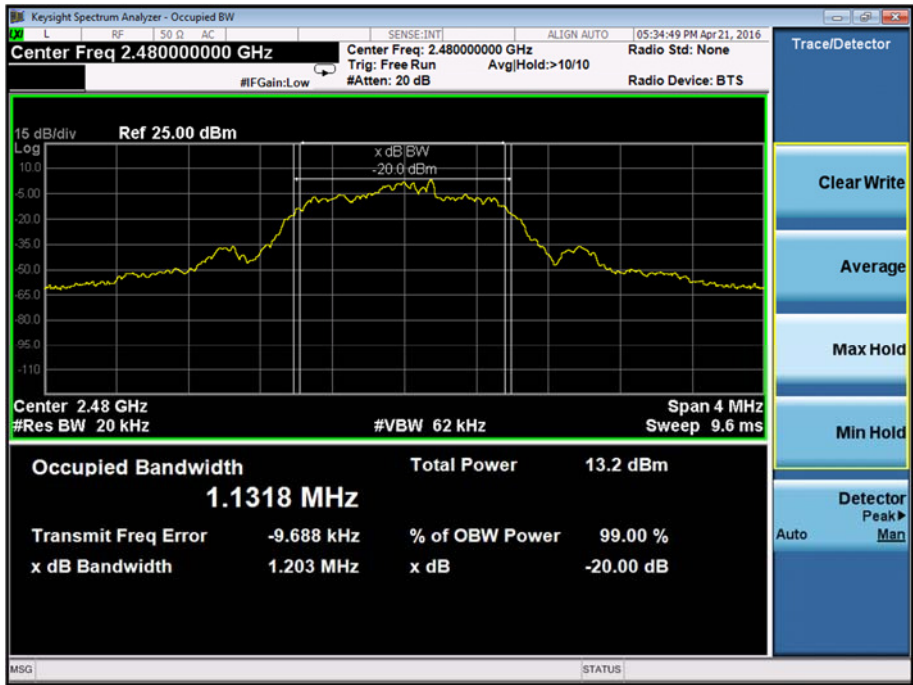 Keysight Spectrum Analyzer - Occupied BW
LXI L RF 50 Ω AC SENSE:INT ALIGN AUTO 05:34:49 PM Apr 21, 2016
Center Freq 2.480000000 GHz
Center Freq: 2.480000000 GHz
Radio Std: None
Trig: Free Run Avg|Hold:>10/10
#IFGain:Low #Atten: 20 dB Radio Device: BTS
15 dB/div Ref 25.00 dBm
Log
x dB BW
-20.0 dBm
10.0
-5.00
-20.0
-35.0
-50.0
-65.0
-80.0
-95.0
-110
Center 2.48 GHz Span 4 MHz
#Res BW 20 kHz #VBW 62 kHz Sweep 9.6 ms
Occupied Bandwidth Total Power 13.2 dBm
1.1318 MHz
Transmit Freq Error -9.688 kHz % of OBW Power 99.00 %
x dB Bandwidth 1.203 MHz x dB -20.00 dB
MSG STATUS
Trace/Detector
Clear Write
Average
Max Hold
Min Hold
Detector
Peak▶
Auto Man